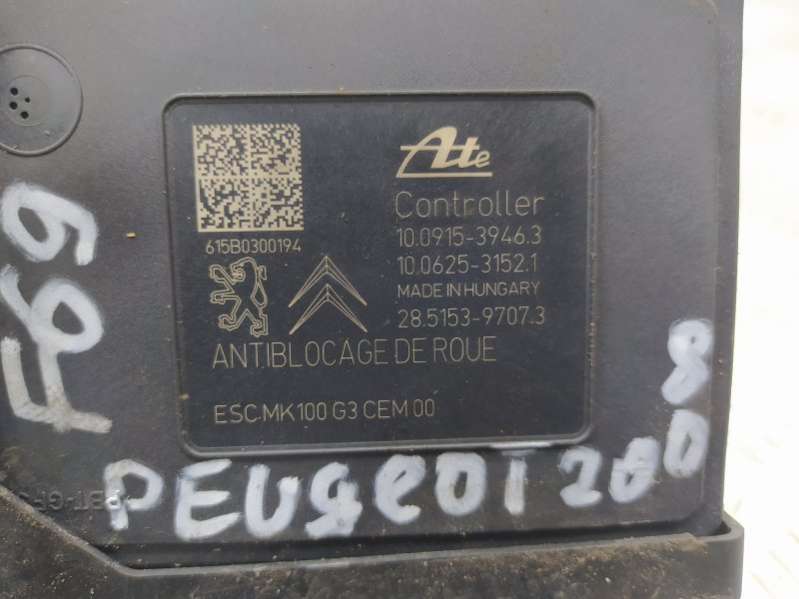 Ate
Controller
615B0300194
10.0915-3946.3
10.0625-3152.1
MADE IN HUNGARY
28.5153-9707.3
ANTIBLOCAGE DE ROUE
ESC.MK100 G3 CEM 00
F69
PEUGEOT 2008